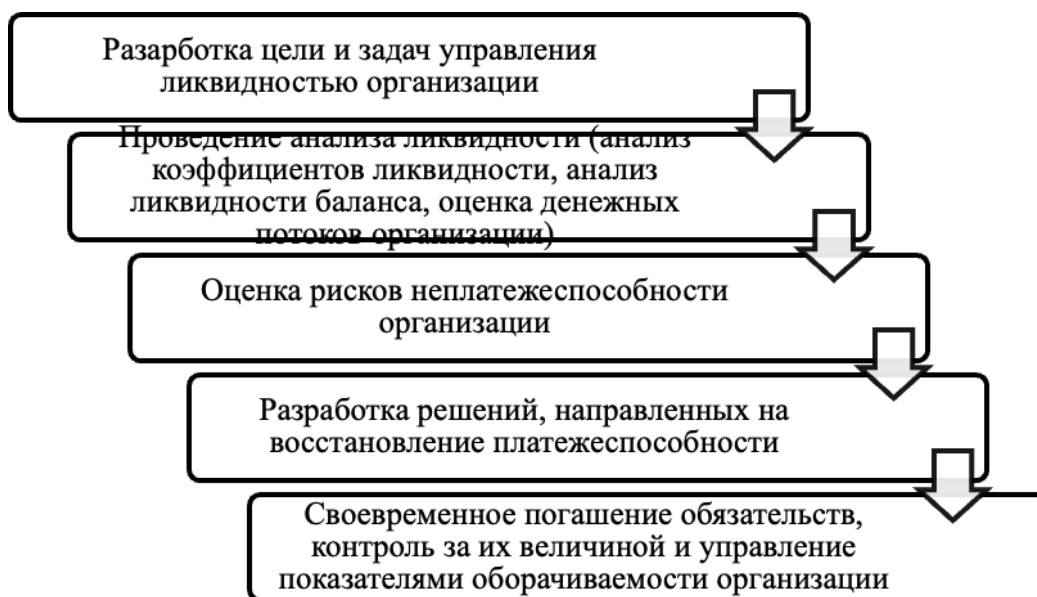 Разарботка цели и задач управления
ликвидностью организации
Проведение анализа ликвидности (анализ
коэффициентов ликвидности, анализ
ликвидности баланса, оценка денежных
потоков организации)
Оценка рисков неплатежеспособности
организации
Разработка решений, направленных на
восстановление платежеспособности
Своевременное погашение обязательств,
контроль за их величиной и управление
показателями оборачиваемости организации